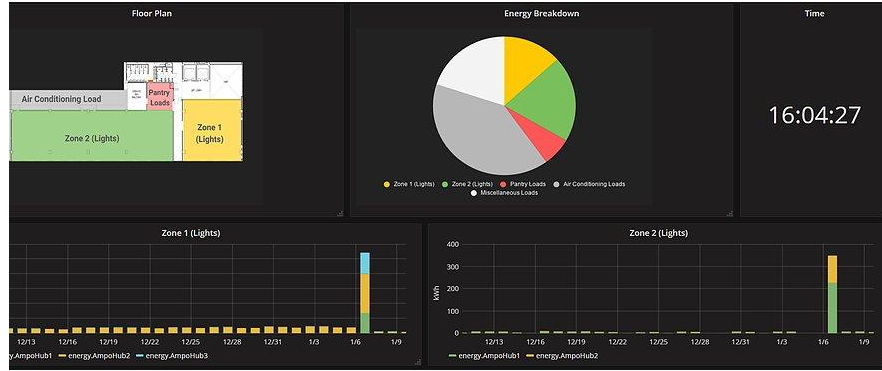 Floor Plan
Energy Breakdown
Time
Air Conditioning Load
Pantry
Loads
Zone 2 (Lights)
Zone 1
(Lights)
16:04:27
Zone 1 (Lights)
Zone 2 (Lights)
Pantry Loads
Air Conditioning Loads
Miscellaneous Loads
Zone 1 (Lights)
12/13 12/16 12/19 12/22 12/25 12/28 12/31 1/3 1/6 1/9
y.AmpoHub1 energy.AmpoHub2 energy.AmpoHub3
Zone 2 (Lights)
kWh
400
300
200
100
0
12/13 12/16 12/19 12/22 12/25 12/28 12/31 1/3 1/6 1/9
energy.AmpoHub1 energy.AmpoHub2